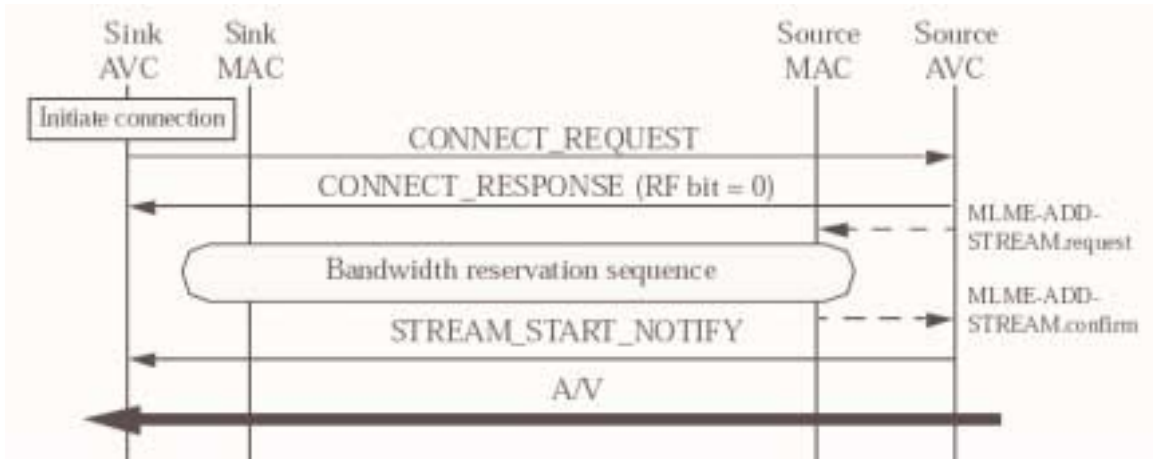 Sink Sink Source Source
AVC MAC MAC AVC
Initiate connection
CONNECT_REQUEST
CONNECT_RESPONSE (RF bit = 0)
MLME-ADD-
STREAM.request
Bandwidth reservation sequence
MLME-ADD-
STREAM.confirm
STREAM_START_NOTIFY
A/V